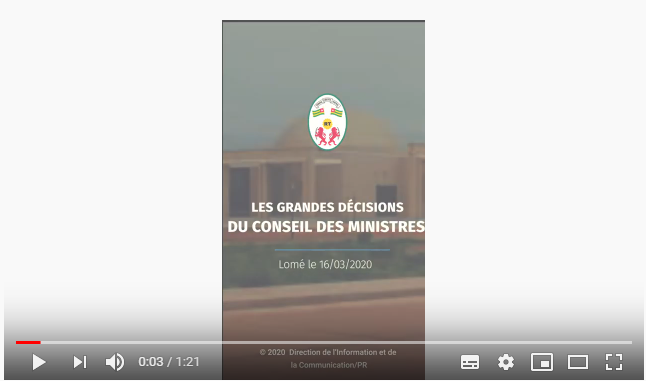 RT
LES GRANDES DÉCISIONS
DU CONSEIL DES MINISTRES
Lomé le 16/03/2020
© 2020 Direction de l'Information et de
la Communication/PR
0:03 / 1:21